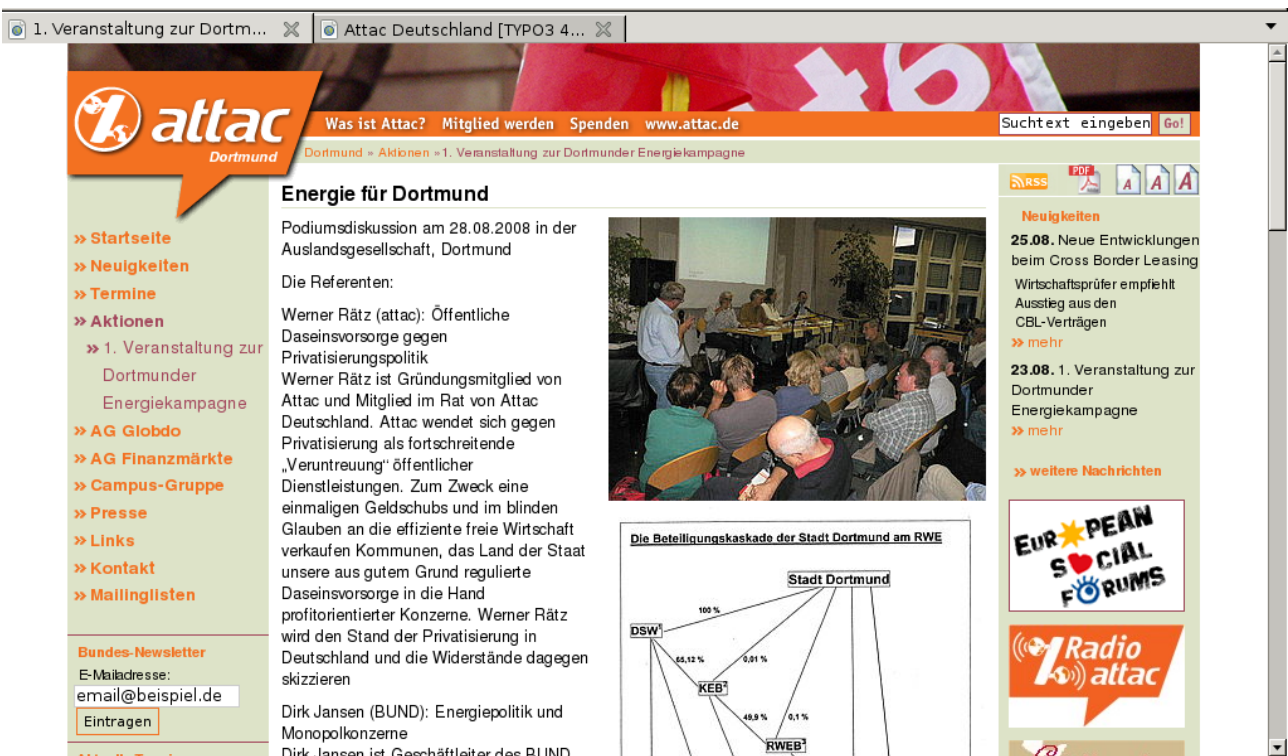 1. Veranstaltung zur Dortm...
Attac Deutschland [TYPO3 4...
attac
Dortmund
Was ist Attac? Mitglied werden Spenden www.attac.de
Suchtext eingeben Go!
Dortmund » Aktionen » 1. Veranstaltung zur Dortmunder Energiekampagne
» Startseite
» Neuigkeiten
» Termine
» Aktionen
» 1. Veranstaltung zur
Dortmunder
Energiekampagne
» AG Globdo
» AG Finanzmärkte
» Campus-Gruppe
» Presse
» Links
» Kontakt
» Mailinglisten
Bundes-Newsletter
E-Mailadresse:
email@beispiel.de
Eintragen
Energie für Dortmund
Podiumsdiskussion am 28.08.2008 in der
Auslandsgesellschaft, Dortmund
Die Referenten:
Werner Rätz (attac): Öffentliche
Daseinsvorsorge gegen
Privatisierungspolitik
Werner Rätz ist Gründungsmitglied von
Attac und Mitglied im Rat von Attac
Deutschland. Attac wendet sich gegen
Privatisierung als fortschreitende
„Veruntreuung“ öffentlicher
Dienstleistungen. Zum Zweck eine
einmaligen Geldschubs und im blinden
Glauben an die effiziente freie Wirtschaft
verkaufen Kommunen, das Land der Staat
unsere aus gutem Grund regulierte
Daseinsvorsorge in die Hand
profitorientierter Konzerne. Werner Rätz
wird den Stand der Privatisierung in
Deutschland und die Widerstände dagegen
skizzieren
Dirk Jansen (BUND): Energiepolitik und
Monopolkonzerne
Dirk Jansen ist Geschäftleiter des BUND
Die Beteiligungskaskade der Stadt Dortmund am RWE
Stadt Dortmund
100 %
DSW¹
65,12 %
0,01 %
KEB²
49,9 %
0,1 %
RWEB³
RSS
PDF
A A A
Neuigkeiten
25.08. Neue Entwicklungen
beim Cross Border Leasing
Wirtschaftsprüfer empfiehlt
Ausstieg aus den
CBL-Verträgen
» mehr
23.08. 1. Veranstaltung zur
Dortmunder
Energiekampagne
» mehr
» weitere Nachrichten
EUROPEAN
SOCIAL
FORUMS
Radio
attac